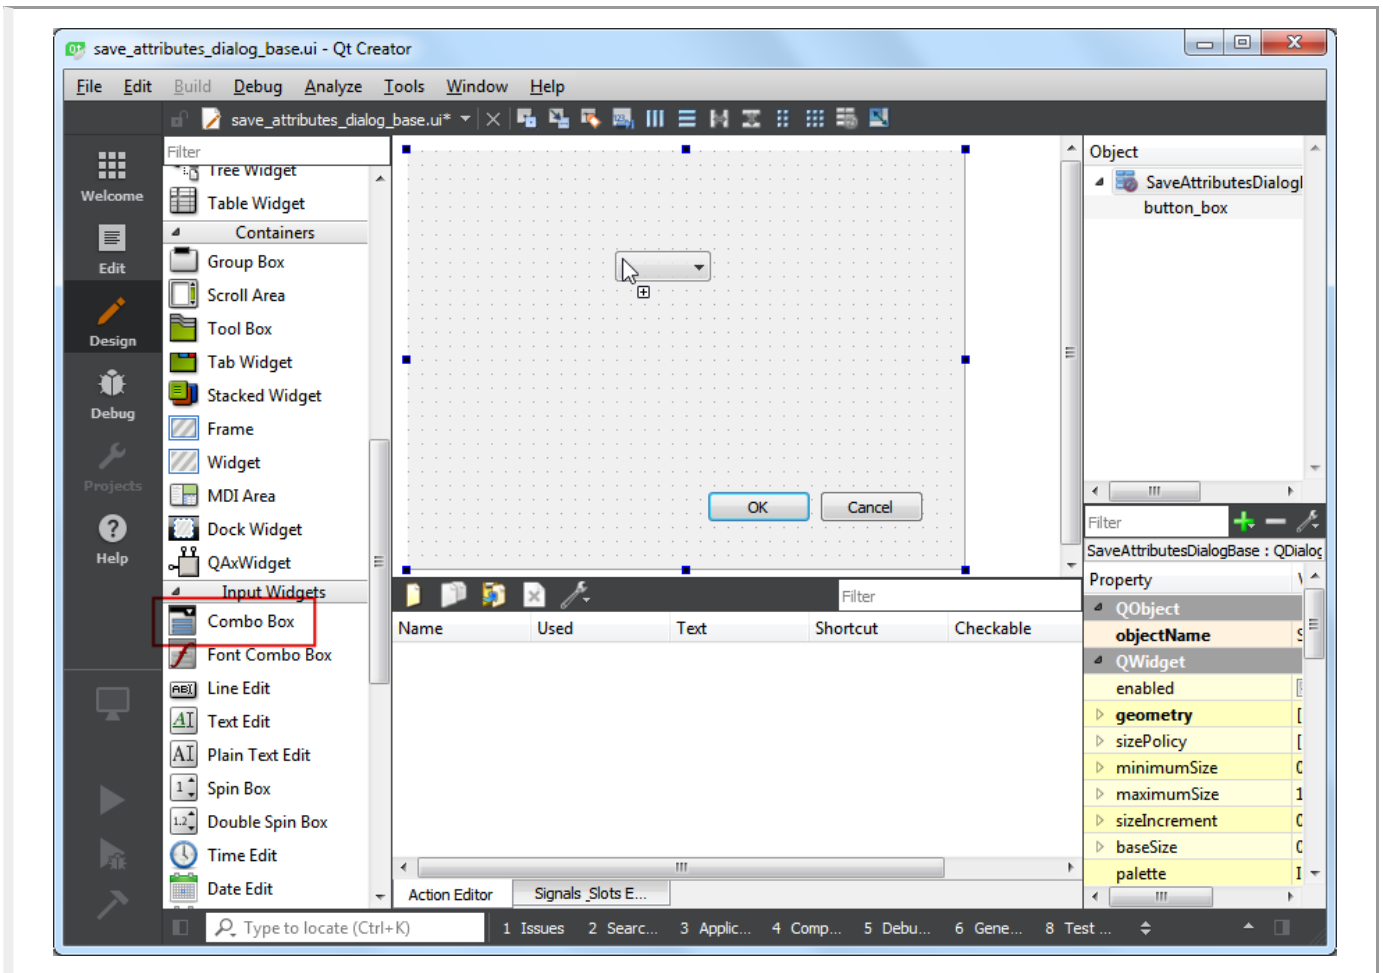 save_attributes_dialog_base.ui - Qt Creator
File Edit Build Debug Analyze Tools Window Help
save_attributes_dialog_base.ui*
Welcome
Edit
Design
Debug
Projects
Help
Filter
Tree Widget
Table Widget
Containers
Group Box
Scroll Area
Tool Box
Tab Widget
Stacked Widget
Frame
Widget
MDI Area
Dock Widget
QAxWidget
Input Widgets
Combo Box
Font Combo Box
Line Edit
Text Edit
Plain Text Edit
Spin Box
Double Spin Box
Time Edit
Date Edit
OK Cancel
Filter
Name Used Text Shortcut Checkable
Action Editor Signals _Slots E...
Object
SaveAttributesDialogI
button_box
Filter
SaveAttributesDialogBase : QDialog
Property
QObject
objectName
QWidget
enabled
geometry
sizePolicy
minimumSize
maximumSize
sizeIncrement
baseSize
palette
Type to locate (Ctrl+K) 1 Issues 2 Searc... 3 Applic... 4 Comp... 5 Debu... 6 Gene... 8 Test ...